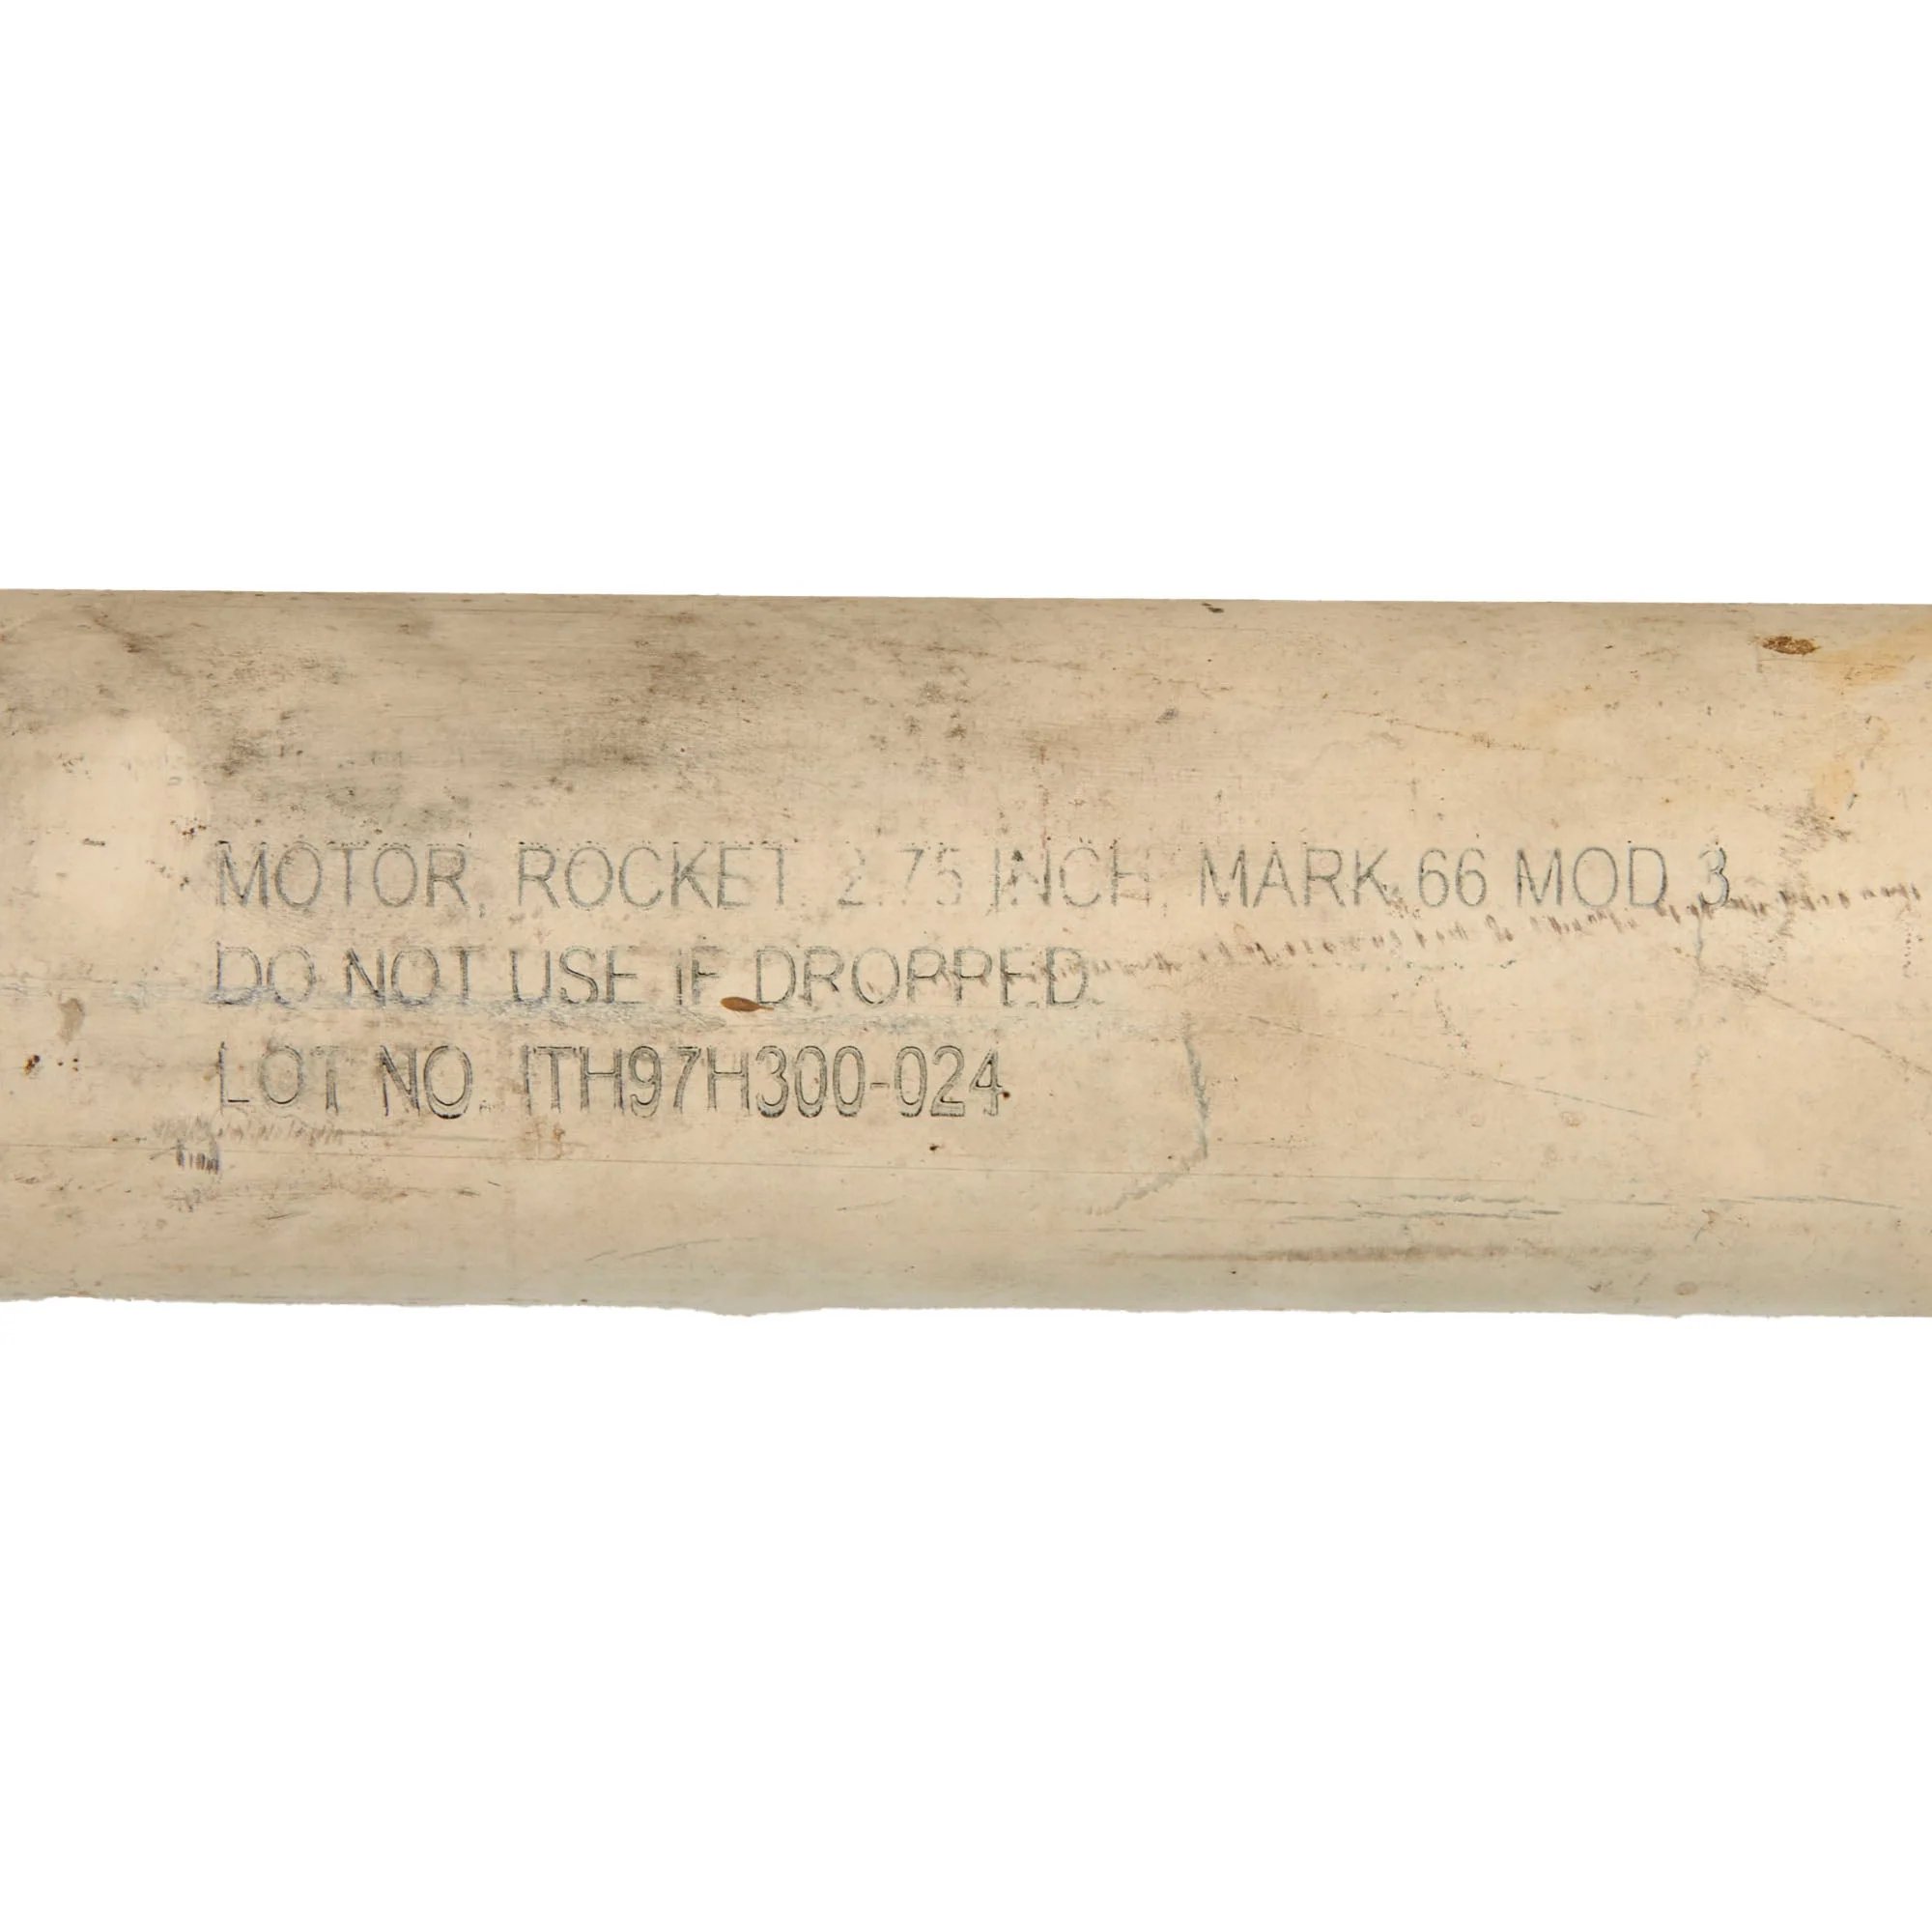 MOTOR, ROCKET, 2.75 INCH, MARK 66 MOD 3
DO NOT USE IF DROPPED.
LOT NO. ITH97H300-024